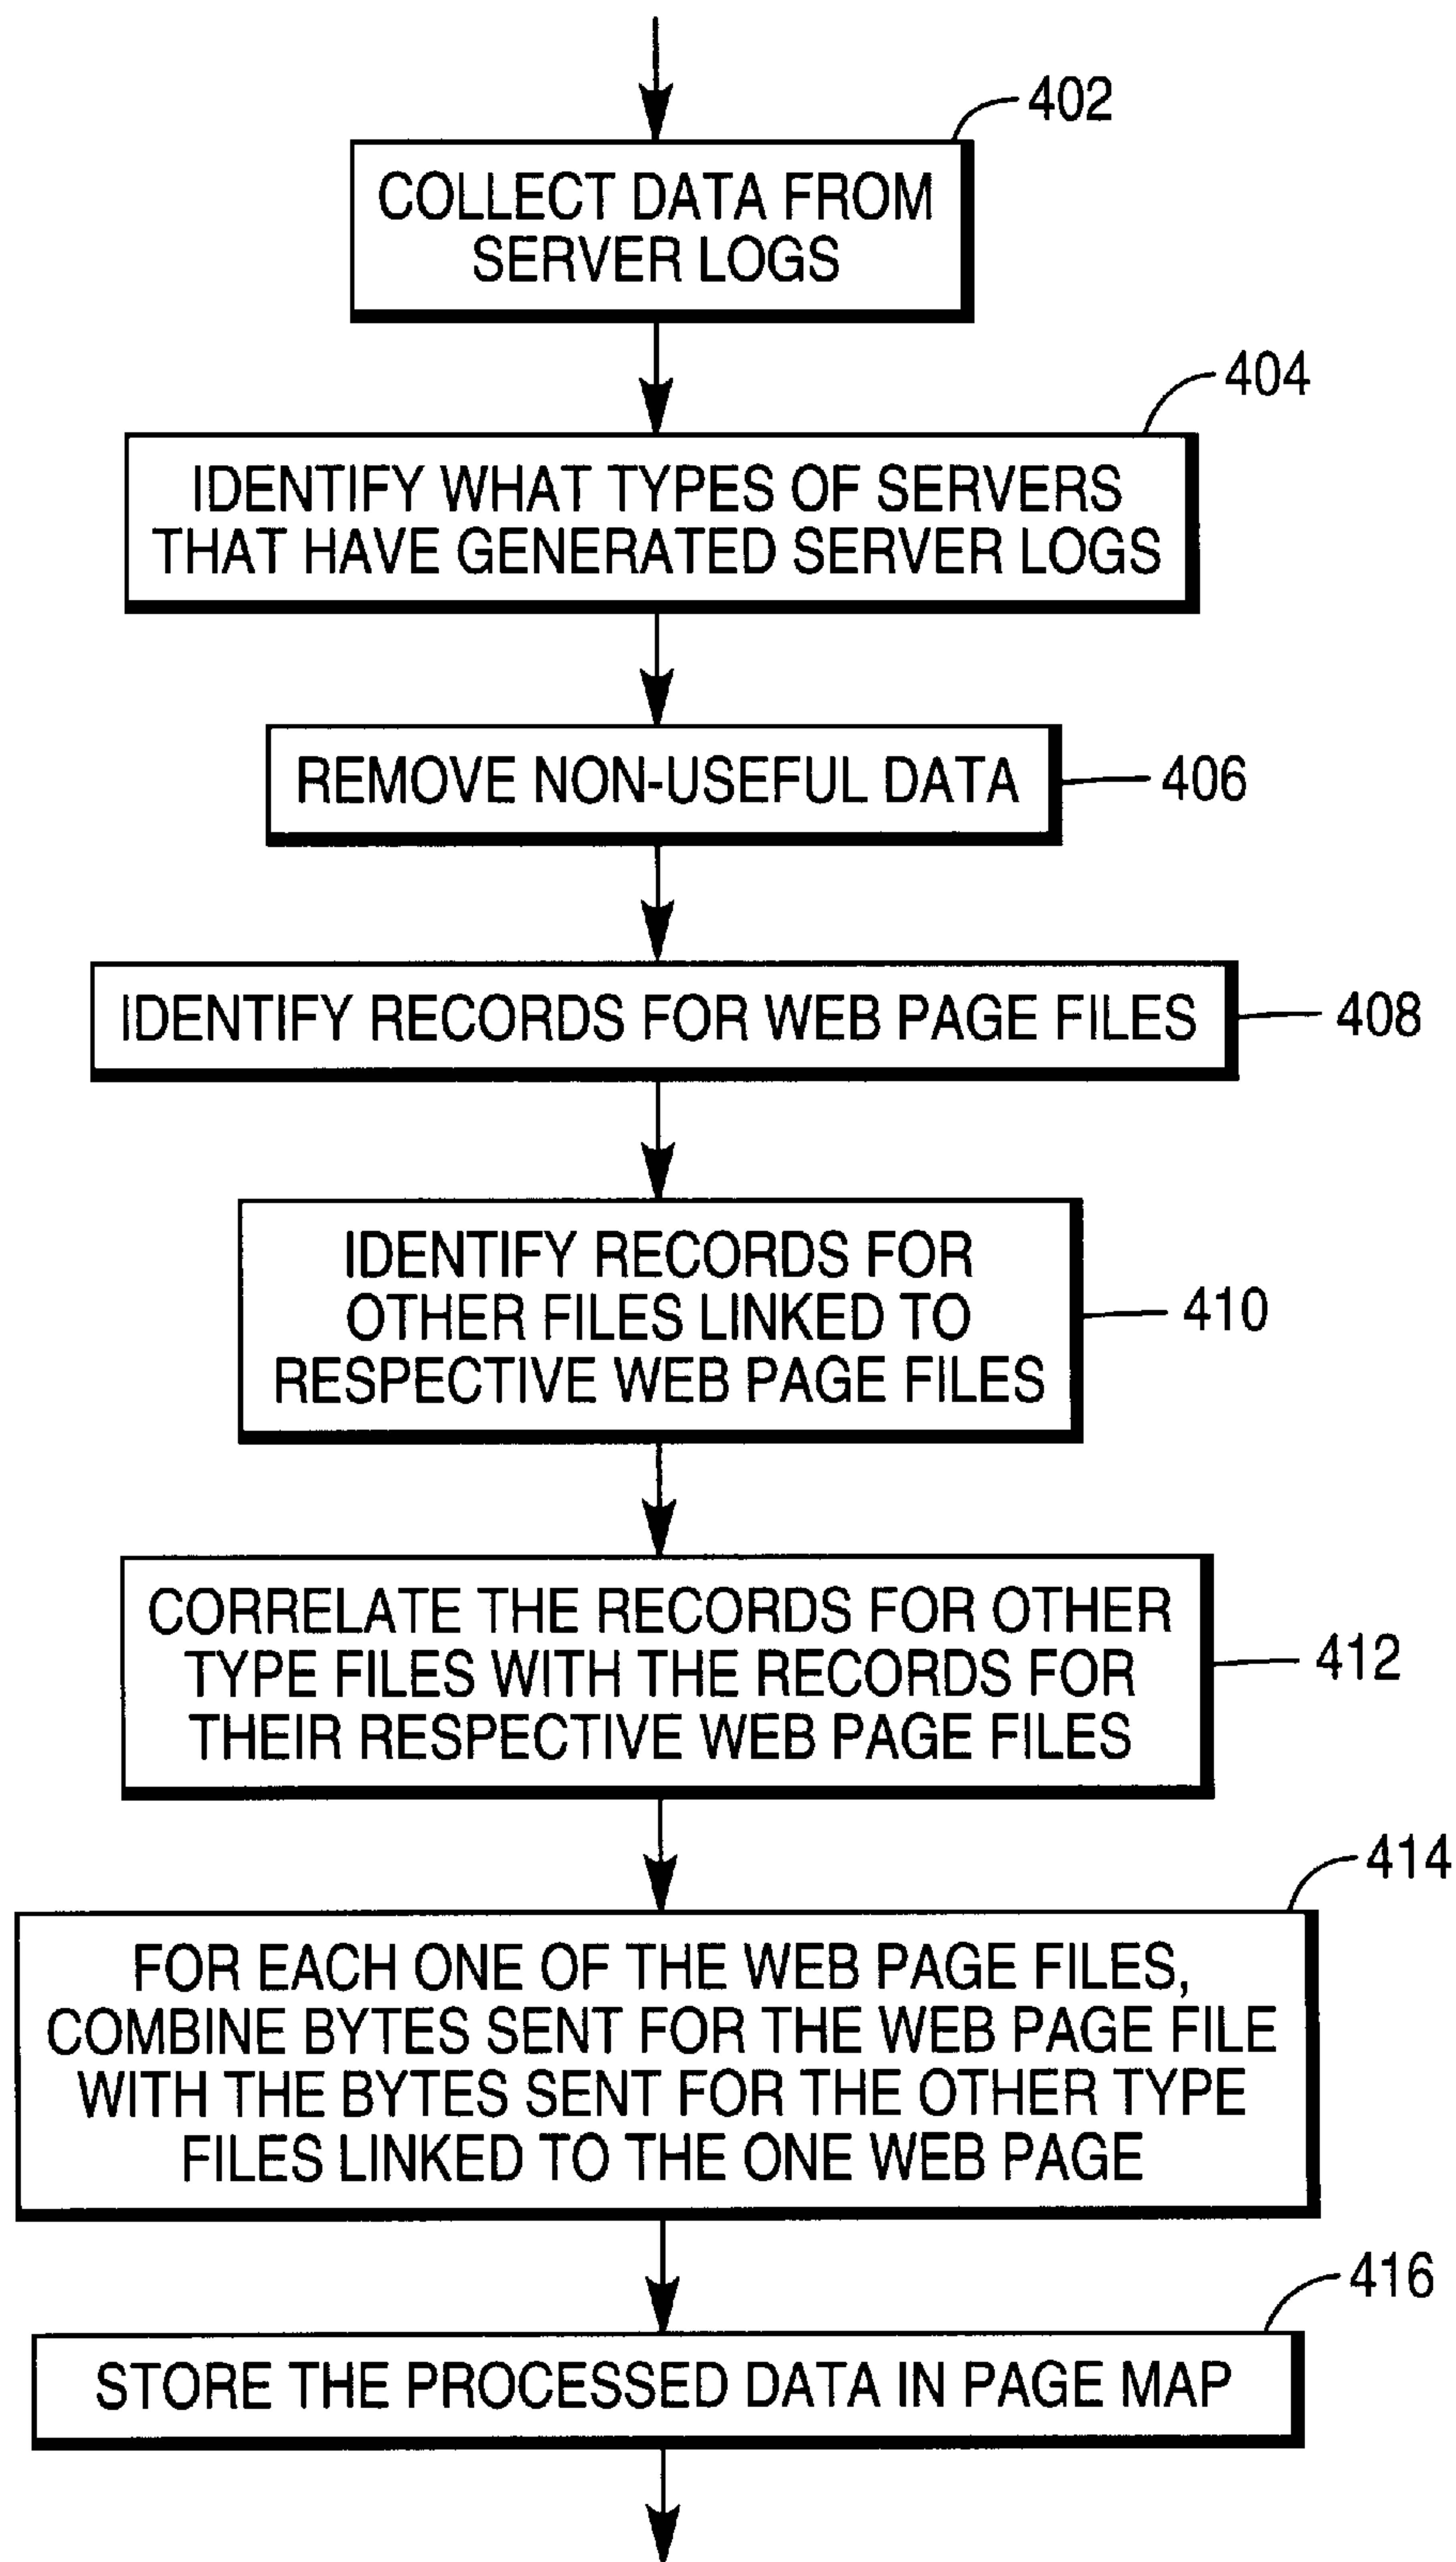 402
COLLECT DATA FROM
SERVER LOGS
404
IDENTIFY WHAT TYPES OF SERVERS
THAT HAVE GENERATED SERVER LOGS
REMOVE NON-USEFUL DATA
406
IDENTIFY RECORDS FOR WEB PAGE FILES
408
IDENTIFY RECORDS FOR
OTHER FILES LINKED TO
RESPECTIVE WEB PAGE FILES
410
CORRELATE THE RECORDS FOR OTHER
TYPE FILES WITH THE RECORDS FOR
THEIR RESPECTIVE WEB PAGE FILES
412
414
FOR EACH ONE OF THE WEB PAGE FILES,
COMBINE BYTES SENT FOR THE WEB PAGE FILE
WITH THE BYTES SENT FOR THE OTHER TYPE
FILES LINKED TO THE ONE WEB PAGE
416
STORE THE PROCESSED DATA IN PAGE MAP